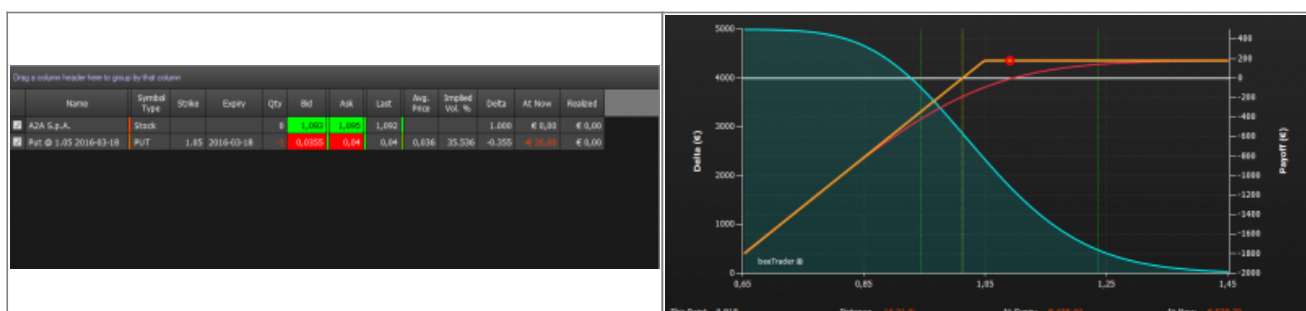 Drag a column header here to group by that column
Name Symbol Type Strike Expiry Qty Bid Ask Last Avg. Price Implied Vol. % Delta At Now Realized
A2A S.p.A. Stock 0 1,093 1,095 1,092 1.000 € 0,00 € 0,00
Put @ 1.05 2016-03-18 PUT 1.05 2016-03-18 0,0355 0,04 0,04 0,036 35.536 -0.355 € 0,00
5000
4000
3000
2000
1000
0
Delta (€)
400
200
0
-200
-400
-600
-800
-1000
-1200
-1400
-1600
-1800
-2000
Payoff (€)
beeTrader ®
0,65 0,85 1,05 1,25 1,45